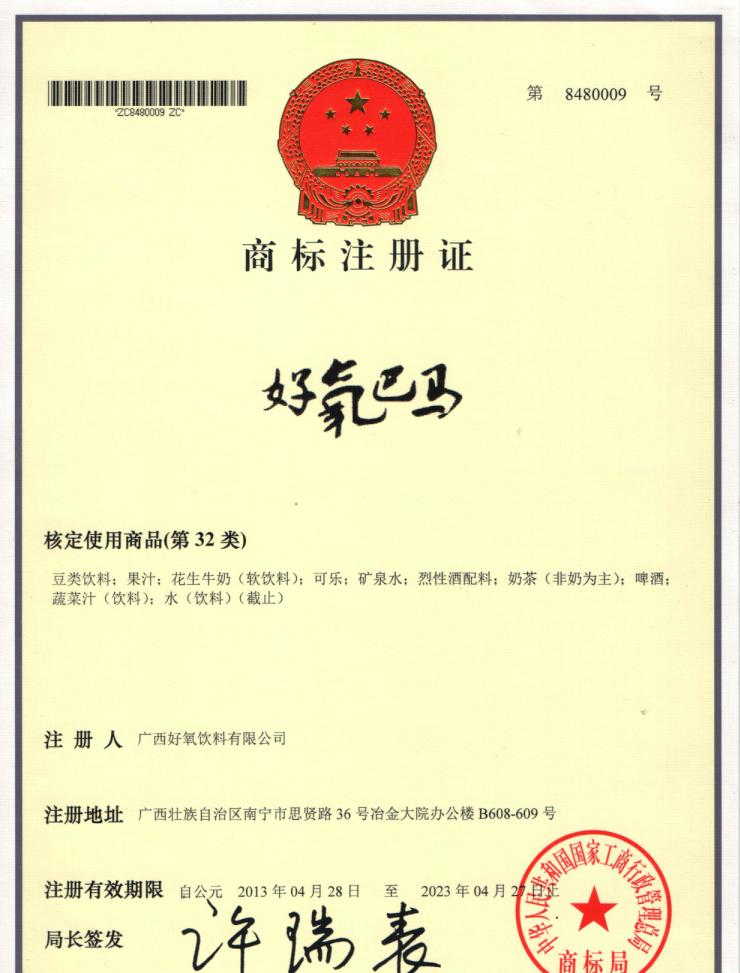 *ZC8480009 ZC*
第 8480009 号
商标注册证
好氧巴马
核定使用商品(第 32 类)
豆类饮料；果汁；花生牛奶（软饮料）；可乐；矿泉水；烈性酒配料；奶茶（非奶为主）；啤酒；
蔬菜汁（饮料）；水（饮料）（截止）
注 册 人 广西好氧饮料有限公司
注册地址 广西壮族自治区南宁市思贤路 36 号冶金大院办公楼 B608-609 号
注册有效期限 自公元 2013 年 04 月 28 日 至 2023 年 04 月 27 日止
局长签发 许瑞表
中华人民共和国国家工商行政管理总局
商标局